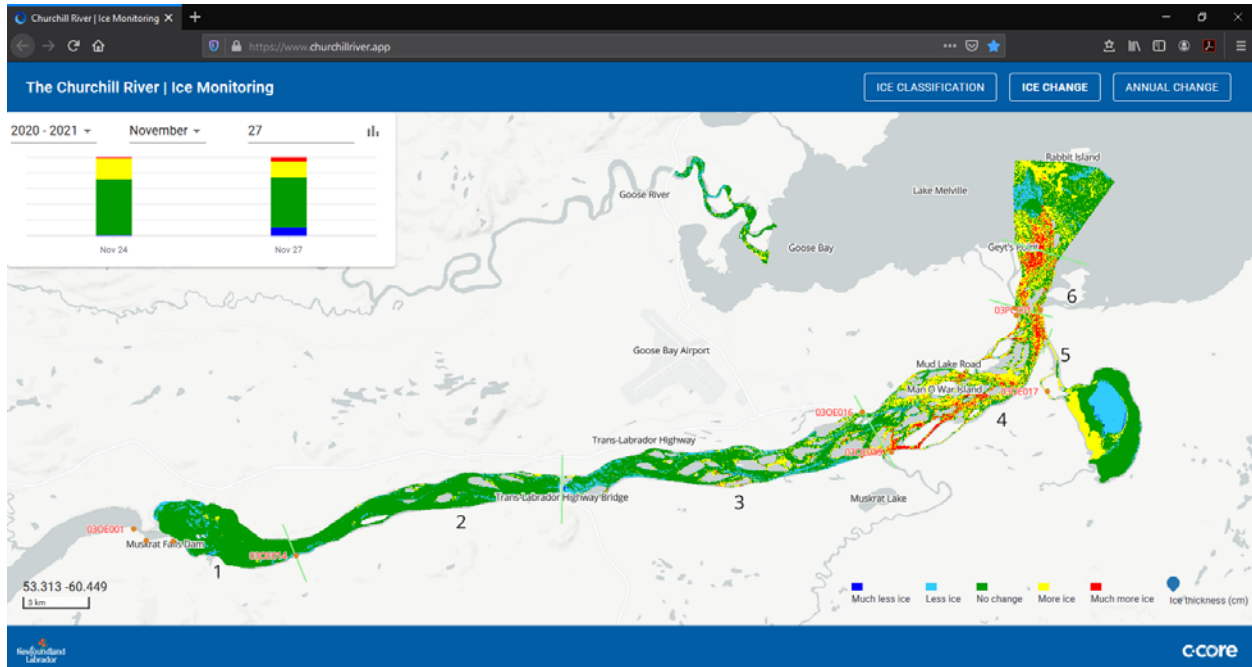 Churchill River | Ice Monitoring
https://www.churchillriver.app
The Churchill River | Ice Monitoring
ICE CLASSIFICATION
ICE CHANGE
ANNUAL CHANGE
2020 - 2021
November
27
Nov 24
Nov 27
Goose River
Rabbit Island
Lake Melville
Goose Bay
Geyt's Point
6
Goose Bay Airport
5
Mud Lake Road
Man O War Island
03OE017
4
03OE016
Trans-Labrador Highway
Muskrat Lake
Trans-Labrador Highway Bridge
3
2
03OE001
Muskrat Falls Dam
03OE014
1
53.313 -60.449
3 km
Much less ice
Less ice
No change
More ice
Much more ice
Ice thickness (cm)
Newfoundland
Labrador
c-core